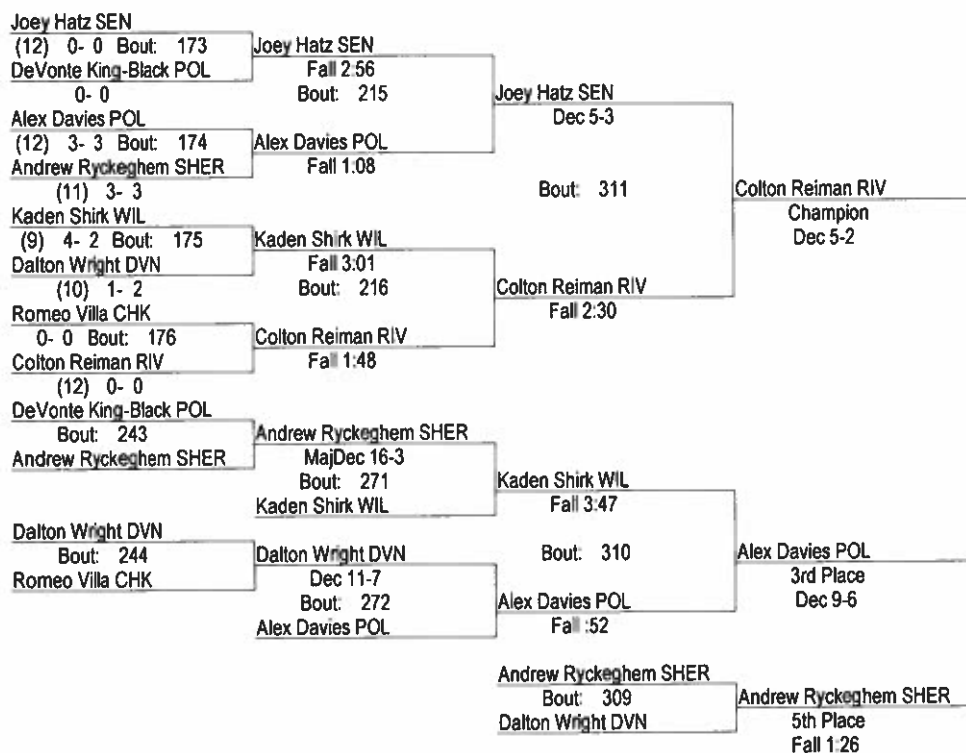 Joey Hatz SEN
(12) 0- 0 Bout: 173
DeVonte King-Black POL
0- 0
Alex Davies POL
(12) 3- 3 Bout: 174
Andrew Ryckeghem SHER
(11) 3- 3
Kaden Shirk WIL
(9) 4- 2 Bout: 175
Dalton Wright DVN
(10) 1- 2
Romeo Villa CHK
0- 0 Bout: 176
Colton Reiman RIV
(12) 0- 0
Joey Hatz SEN
Fall 2:56
Bout: 215
Alex Davies POL
Fall 1:08
Kaden Shirk WIL
Fall 3:01
Bout: 216
Colton Reiman RIV
Fall 1:48
Joey Hatz SEN
Dec 5-3
Bout: 311
Colton Reiman RIV
Fall 2:30
Colton Reiman RIV
Champion
Dec 5-2
DeVonte King-Black POL
Bout: 243
Andrew Ryckeghem SHER
Dalton Wright DVN
Bout: 244
Romeo Villa CHK
Andrew Ryckeghem SHER
MajDec 16-3
Bout: 271
Kaden Shirk WIL
Dalton Wright DVN
Dec 11-7
Bout: 272
Alex Davies POL
Kaden Shirk WIL
Fall 3:47
Bout: 310
Alex Davies POL
Fall :52
Alex Davies POL
3rd Place
Dec 9-6
Andrew Ryckeghem SHER
Bout: 309
Dalton Wright DVN
Andrew Ryckeghem SHER
5th Place
Fall 1:26